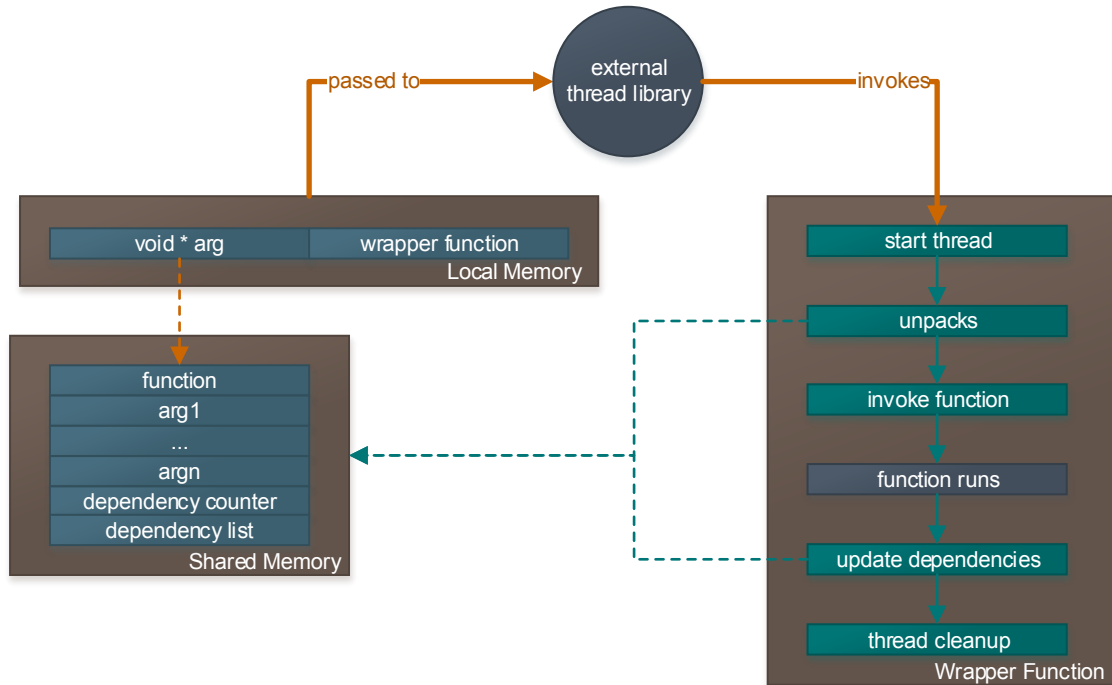 external
thread library
passed to
invokes
void * arg
wrapper function
Local Memory
function
arg1
...
argn
dependency counter
dependency list
Shared Memory
start thread
unpacks
invoke function
function runs
update dependencies
thread cleanup
Wrapper Function